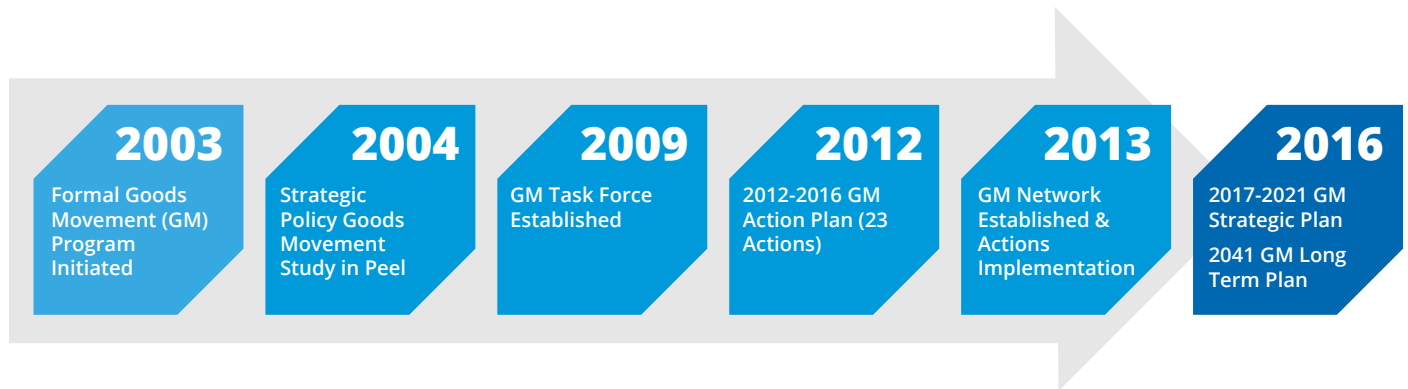 2003
Formal Goods
Movement (GM)
Program
Initiated
2004
Strategic
Policy Goods
Movement
Study in Peel
2009
GM Task Force
Established
2012
2012-2016 GM
Action Plan (23
Actions)
2013
GM Network
Established &
Actions
Implementation
2016
2017-2021 GM
Strategic Plan
2041 GM Long
Term Plan